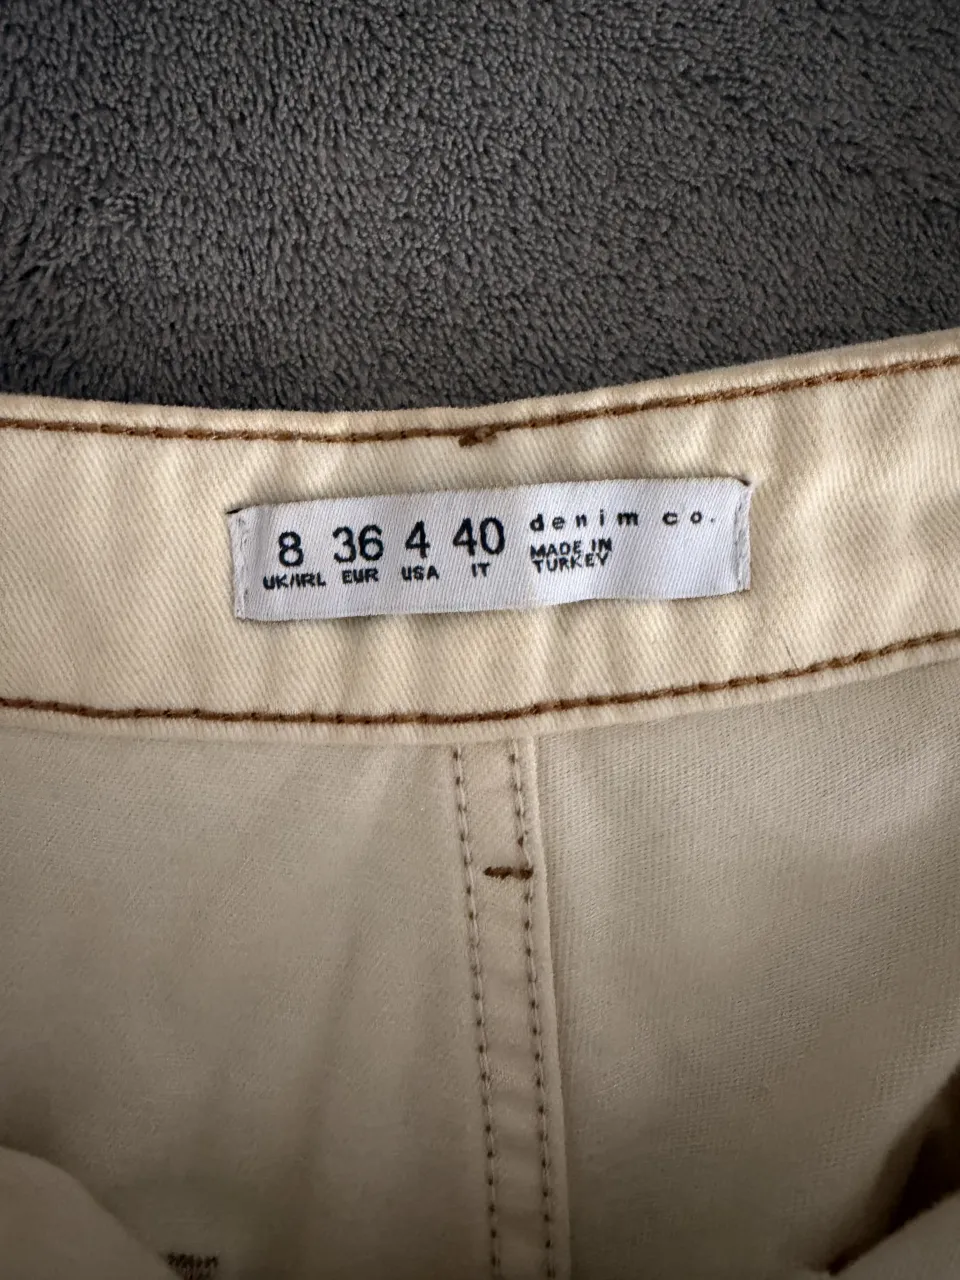 8 36 4 40 denim co.
UK/IRL EUR USA IT MADE IN
TURKEY